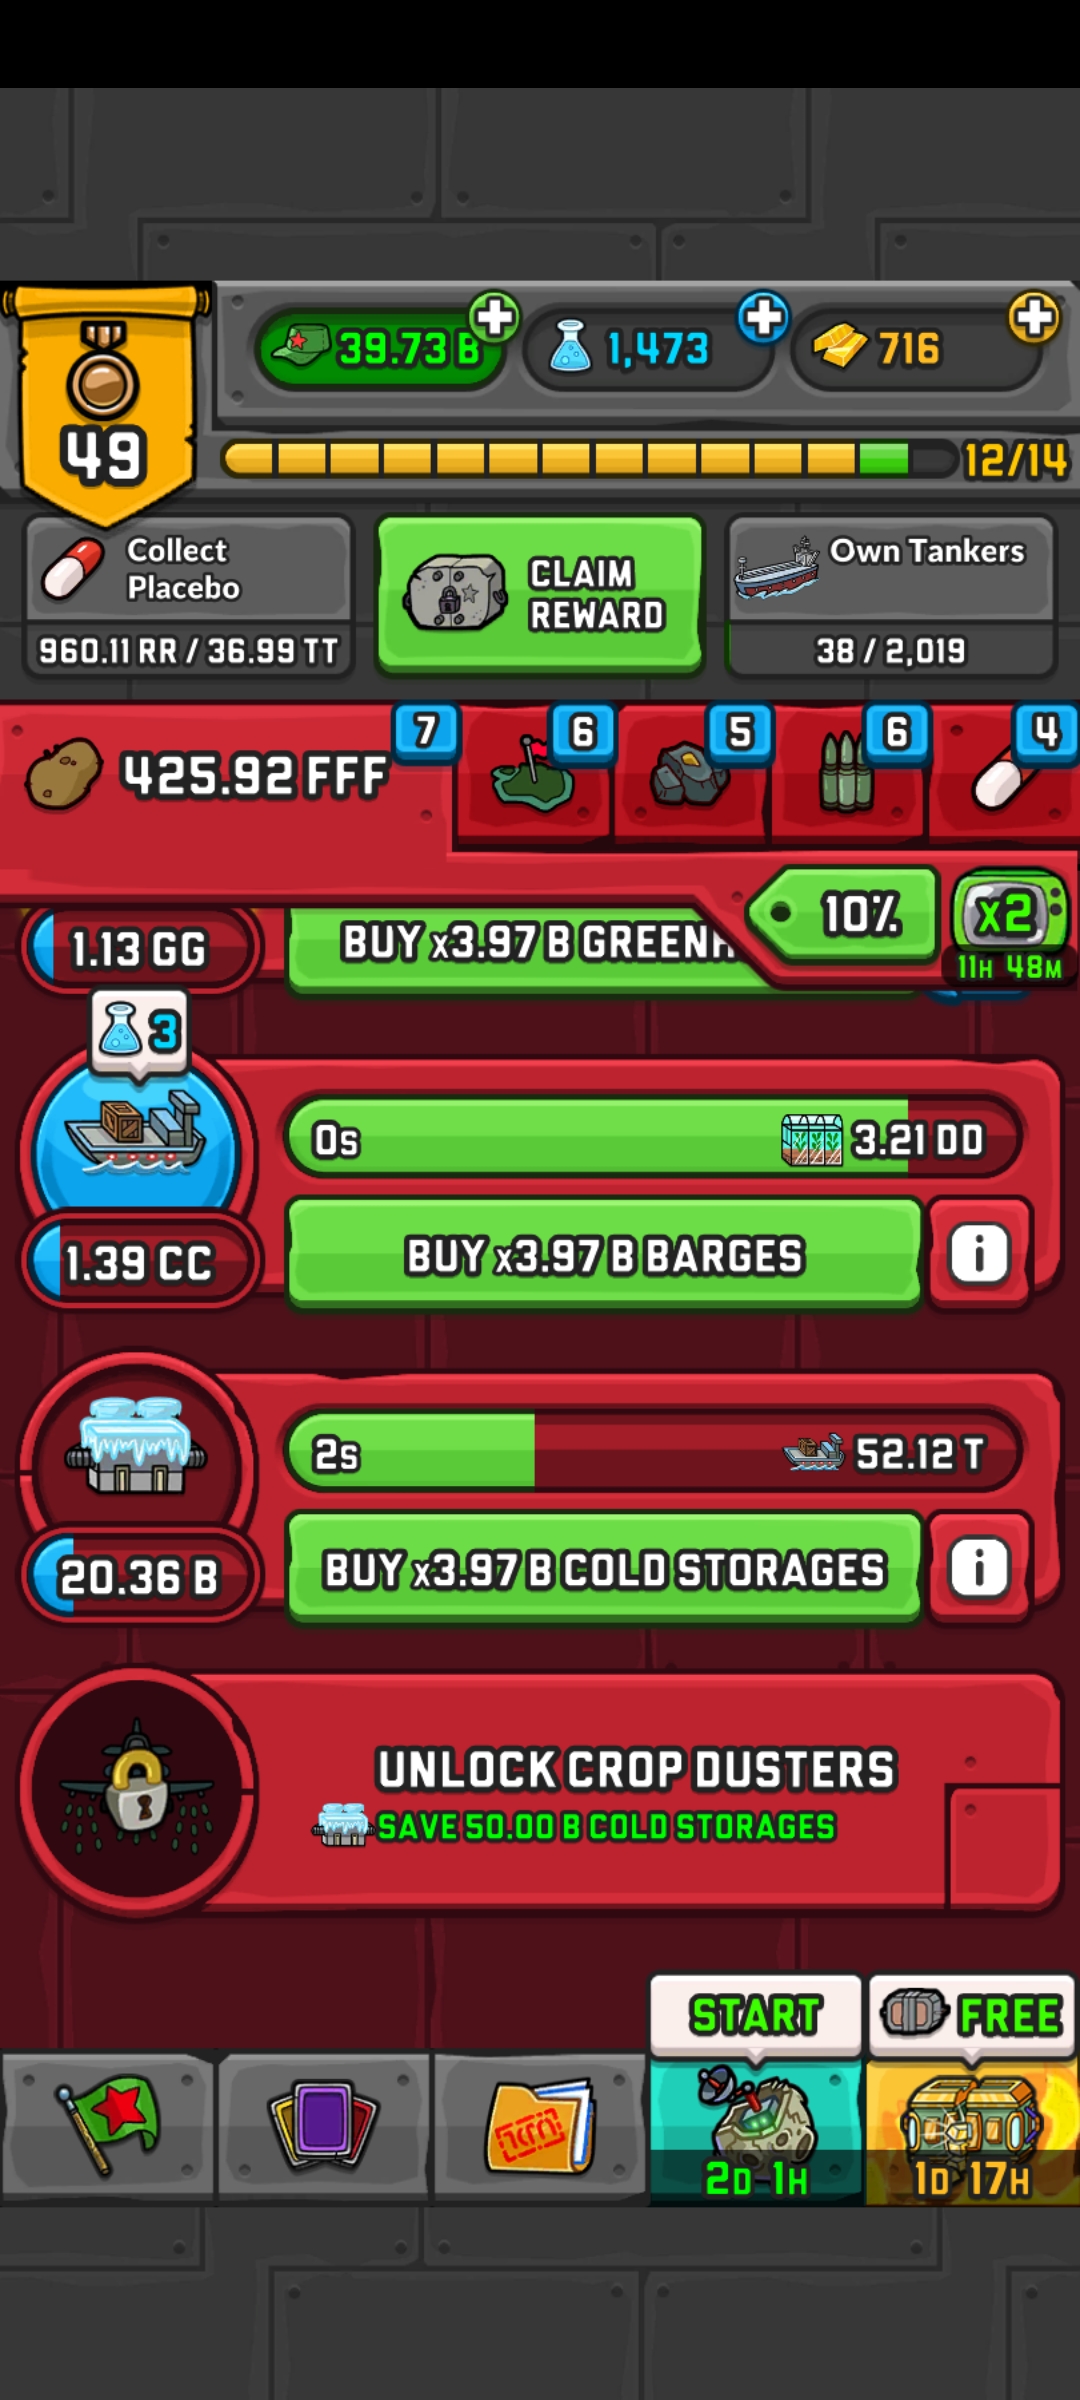 39.73 B
1,473
716
49
12/14
Collect
Placebo
960.11 RR / 36.99 TT
CLAIM
REWARD
Own Tankers
38 / 2,019
425.92 FFF
7
6
5
6
4
10%
x2
11H 48M
1.13 GG
BUY x3.97 B GREENH
3
0s
3.21 DD
1.39 CC
BUY x3.97 B BARGES
i
2s
52.12 T
20.36 B
BUY x3.97 B COLD STORAGES
i
UNLOCK CROP DUSTERS
SAVE 50.00 B COLD STORAGES
START
FREE
2D 1H
1D 17H